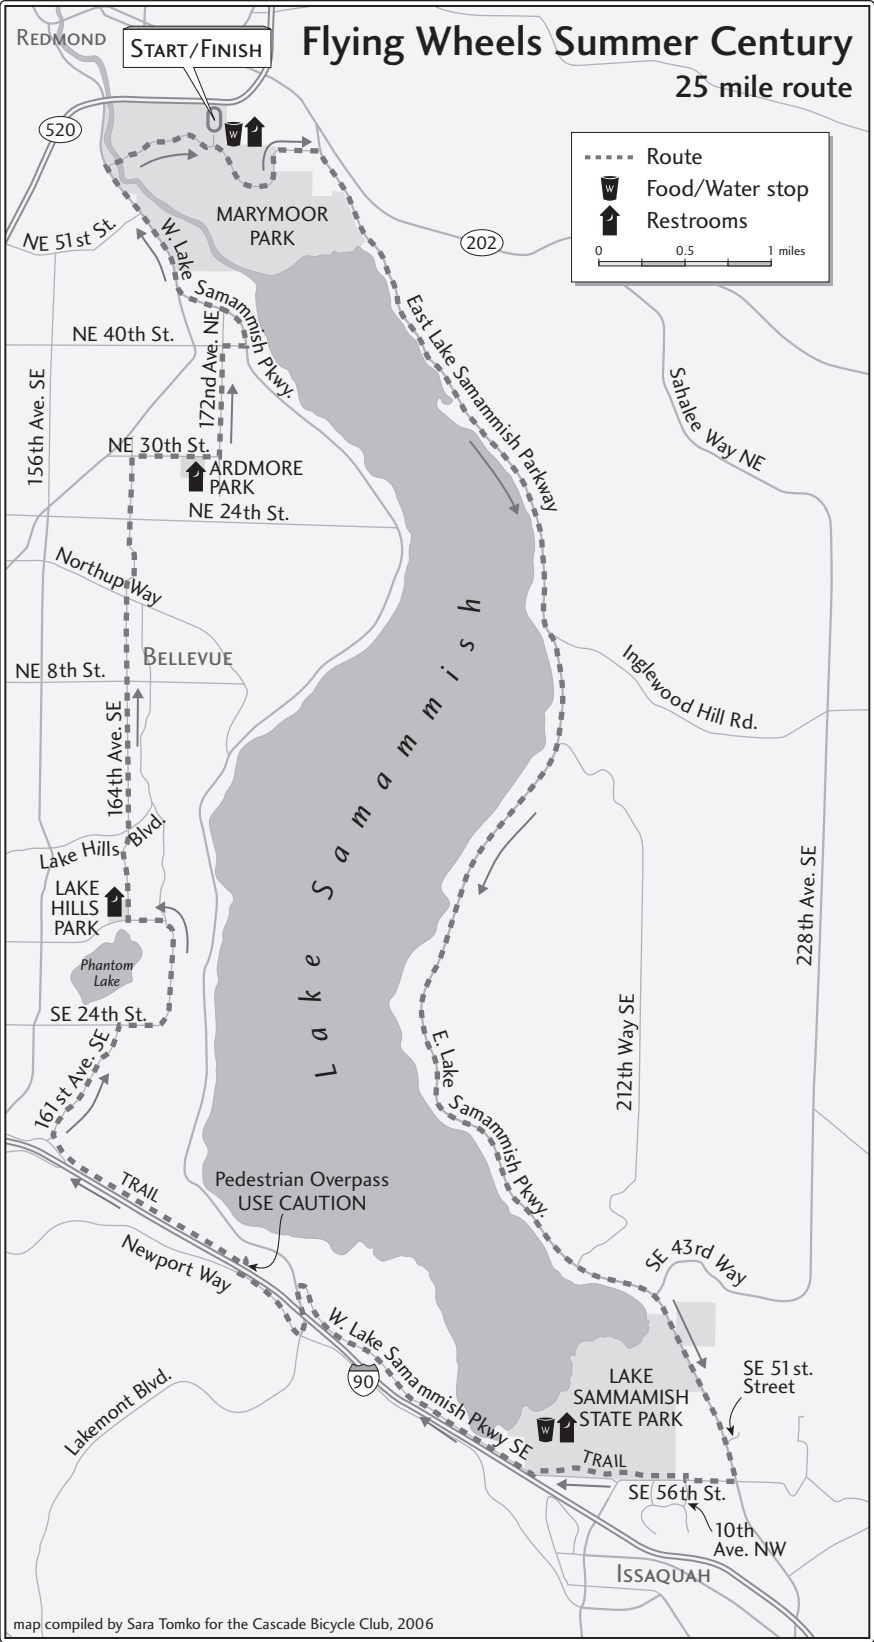 Flying Wheels Summer Century
25 mile route
REDMOND
START/FINISH
520
W
Route
W
Food/Water stop
Restrooms
0
0.5
1 miles
MARYMOOR
PARK
NE 51st St.
202
W. Lake Samammish Pkwy.
East Lake Samammish Parkway
NE 40th St.
172nd Ave. NE
156th Ave. SE
Sahalee Way NE
NE 30th St.
ARDMORE
PARK
NE 24th St.
Northup Way
BELLEVUE
NE 8th St.
Inglewood Hill Rd.
164th Ave. SE
Lake Samammish
Lake Hills Blvd.
LAKE
HILLS
PARK
228th Ave. SE
Phantom
Lake
SE 24th St.
212th Way SE
161st Ave. SE
E. Lake Samammish Pkwy.
TRAIL
Pedestrian Overpass
USE CAUTION
Newport Way
SE 43rd Way
W. Lake Samammish Pkwy SE
90
LAKE
SAMMAMISH
STATE PARK
SE 51st.
Street
Lakemont Blvd.
W
TRAIL
SE 56th St.
10th
Ave. NW
ISSAQUAH
map compiled by Sara Tomko for the Cascade Bicycle Club, 2006